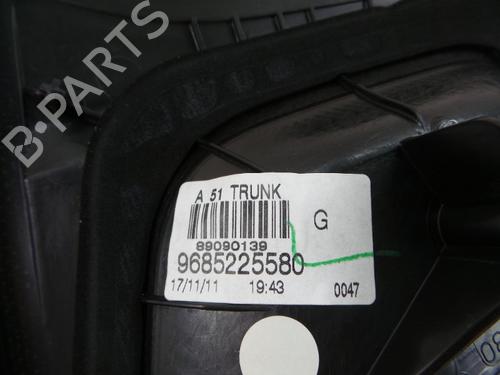 B-PARTS
A 51 TRUNK
G
89090139
9685225580
17/11/11 19:43 0047